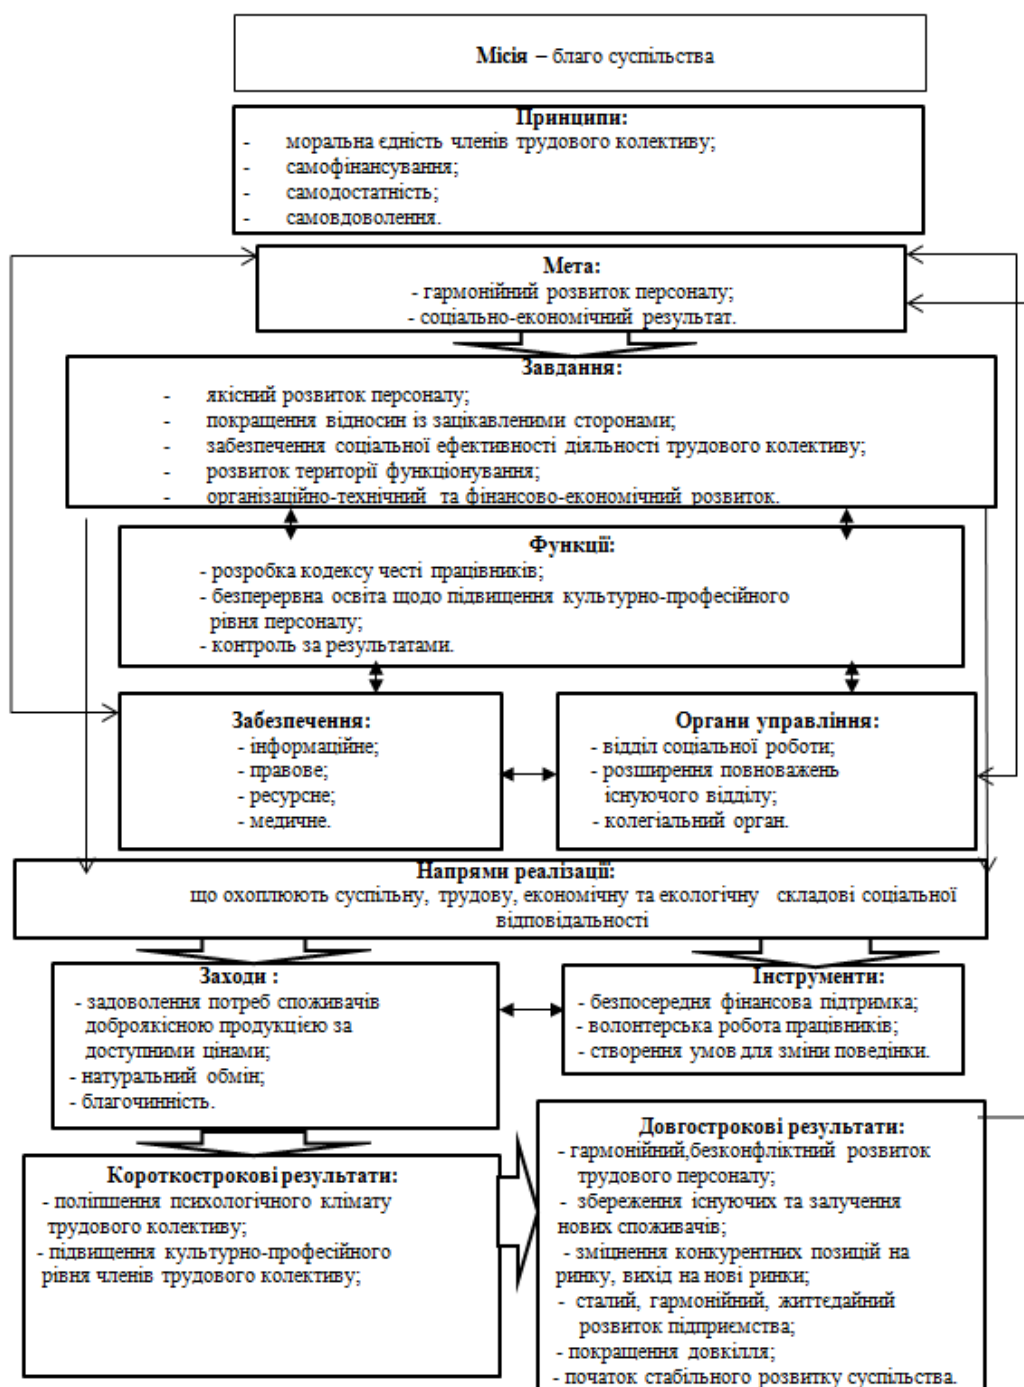 Місія – благо суспільства
Принципи:
- моральна єдність членів трудового колективу;
- самофінансування;
- самодостатність;
- самовдоволення.
Мета:
- гармонійний розвиток персоналу;
- соціально-економічний результат.
Завдання:
- якісний розвиток персоналу;
- покращення відносин із зацікавленими сторонами;
- забезпечення соціальної ефективності діяльності трудового колективу;
- розвиток території функціонування;
- організаційно-технічний та фінансово-економічний розвиток.
Функції:
- розробка кодексу честі працівників;
- безперервна освіта щодо підвищення культурно-професійного
рівня персоналу;
- контроль за результатами.
Забезпечення:
- інформаційне;
- правове;
- ресурсне;
- медичне.
Органи управління:
- відділ соціальної роботи;
- розширення повноважень
існуючого відділу;
- колегіальний орган.
Напрями реалізації:
що охоплюють суспільну, трудову, економічну та екологічну складові соціальної
відповідальності
Заходи :
- задоволення потреб споживачів
доброякісною продукцією за
доступними цінами;
- натуральний обмін;
- благочинність.
Інструменти:
- безпосередня фінансова підтримка;
- волонтерська робота працівників;
- створення умов для зміни поведінки.
Короткострокові результати:
- поліпшення психологічного клімату
трудового колективу;
- підвищення культурно-професійного
рівня членів трудового колективу;
Довгострокові результати:
- гармонійний,безконфліктний розвиток
трудового персоналу;
- збереження існуючих та залучення
нових споживачів;
- зміцнення конкурентних позицій на
ринку, вихід на нові ринки;
- сталий, гармонійний, життєдайний
розвиток підприємства;
- покращення довкілля;
- початок стабільного розвитку суспільства.